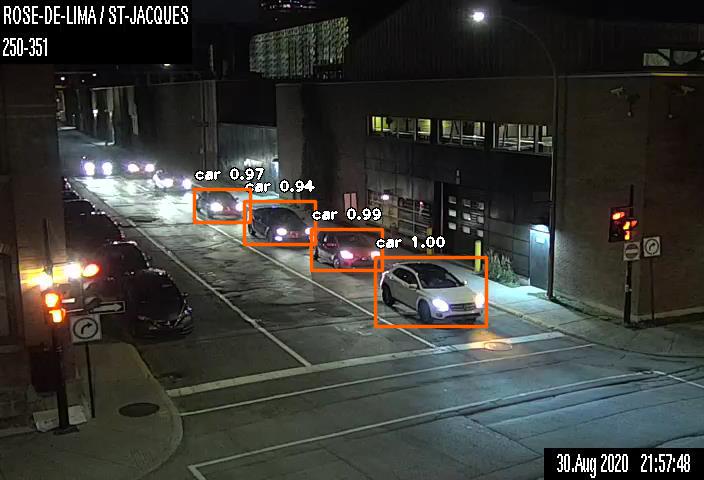 ROSE-DE-LIMA / ST-JACQUES
250-351
car 0.97
car 0.94
car 0.99
car 1.00
30.Aug 2020 21:57:48